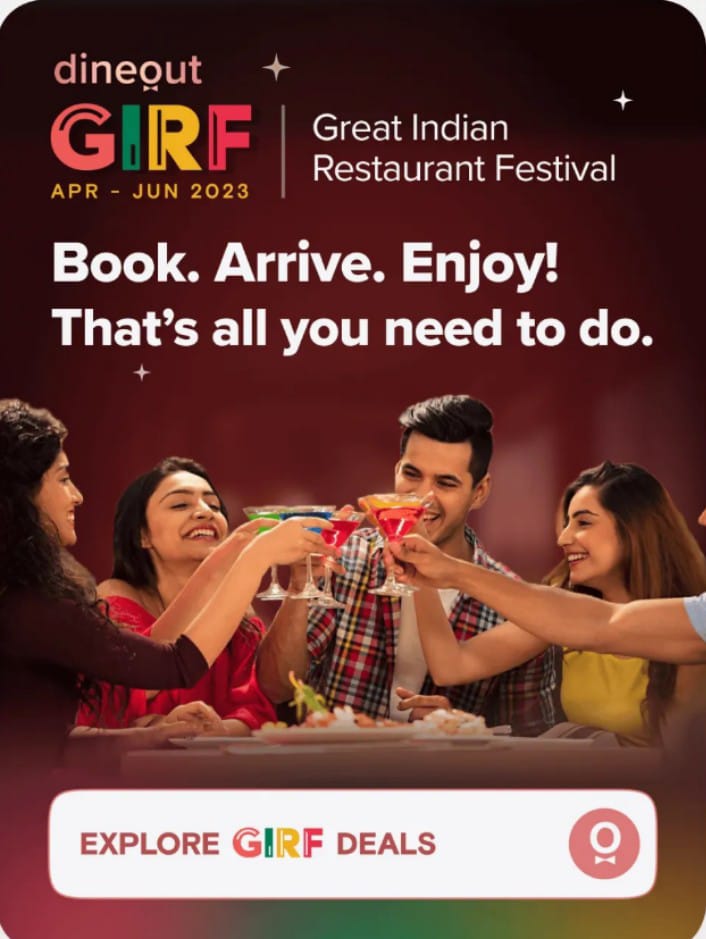 dineout
GIRF
APR - JUN 2023
Great Indian
Restaurant Festival
Book. Arrive. Enjoy!
That's all you need to do.
EXPLORE GIRF DEALS